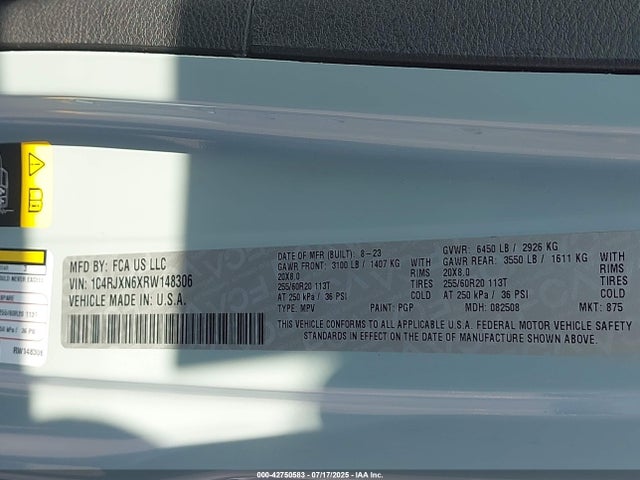 MFD BY: FCA US LLC
VIN: 1C4RJXN6XRW148306
VEHICLE MADE IN: U.S.A.
DATE OF MFR (BUILT): 8-23
GAWR FRONT: 3100 LB / 1407 KG
20X8.0 RIMS
255/60R20 113T TIRES
AT 250 kPa / 36 PSI COLD
TYPE: MPV PAINT: PGP
GVWR: 6450 LB / 2926 KG
GAWR REAR: 3550 LB / 1611 KG
20X8.0 RIMS
255/60R20 113T TIRES
AT 250 kPa / 36 PSI COLD
MDH: 082508 MKT: 875
THIS VEHICLE CONFORMS TO ALL APPLICABLE U.S.A. FEDERAL MOTOR VEHICLE SAFETY
STANDARDS IN EFFECT ON THE DATE OF MANUFACTURE SHOWN ABOVE.
RW148306
000-42750583 - 07/17/2025 - IAA Inc.